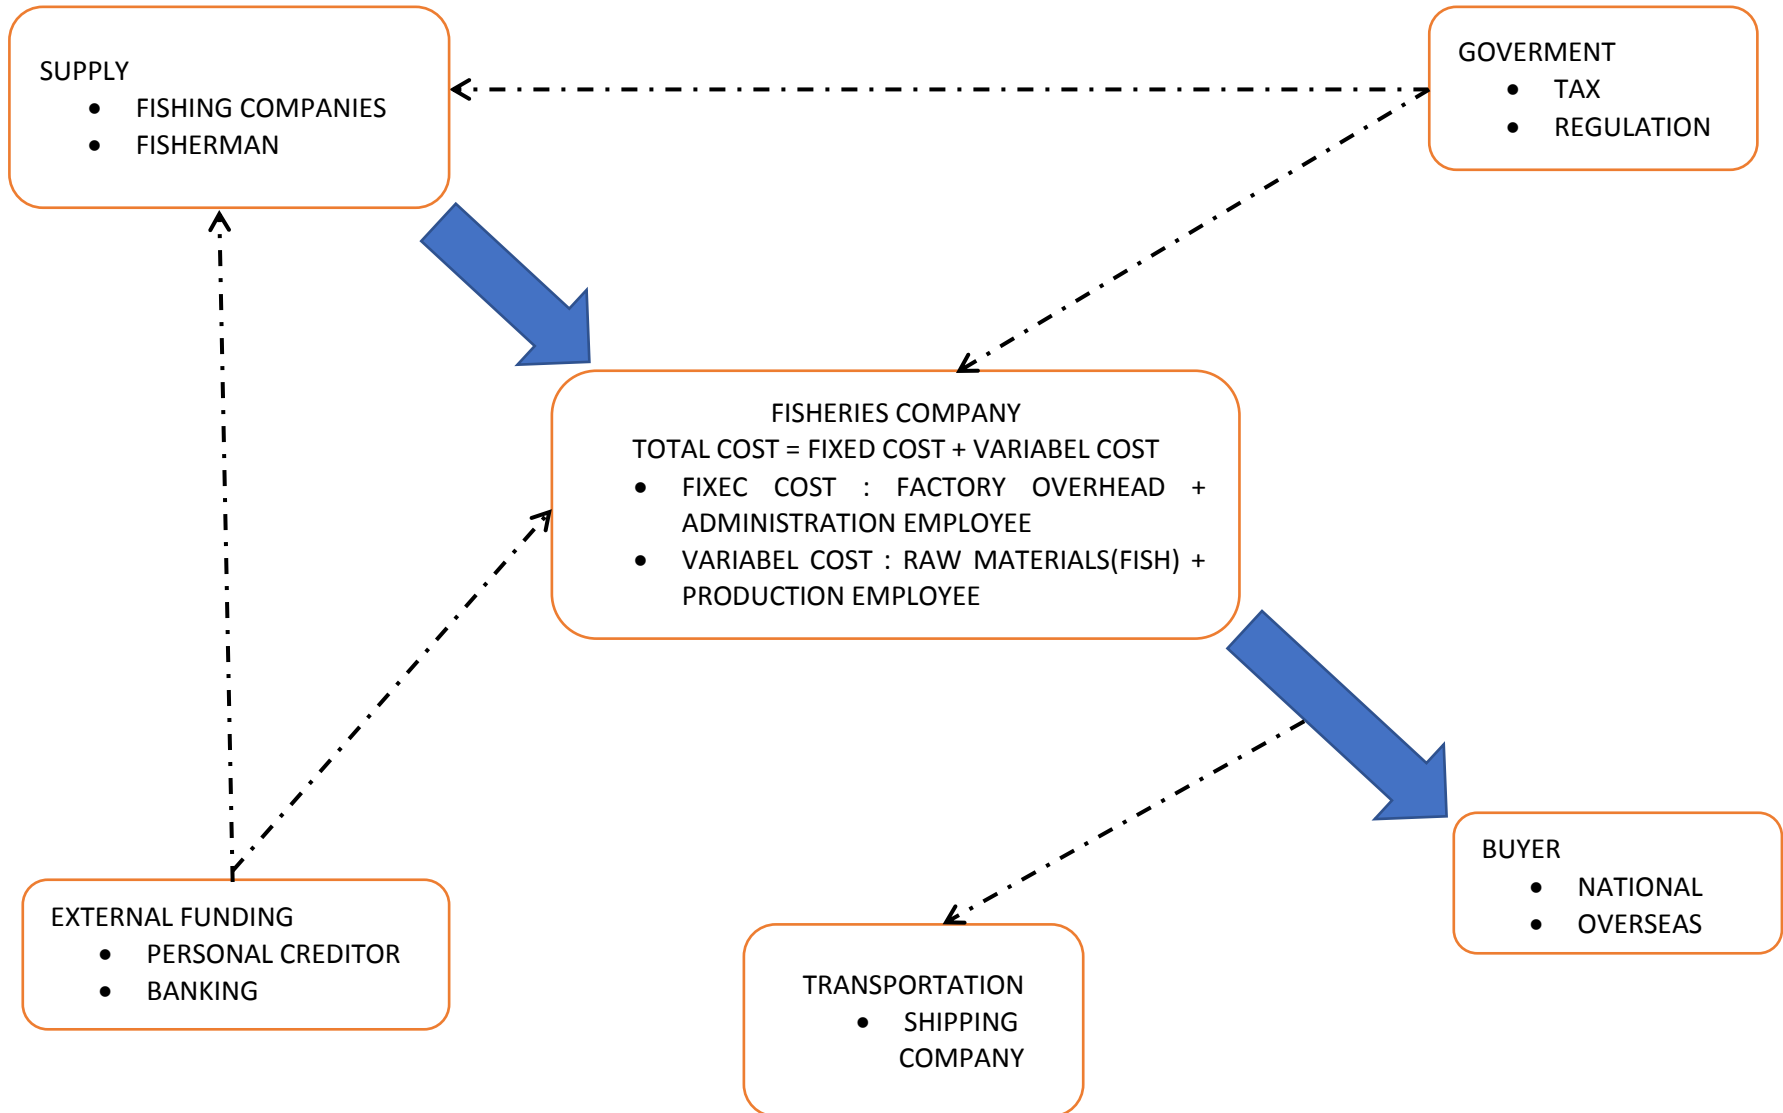 SUPPLY
• FISHING COMPANIES
• FISHERMAN
GOVERMENT
• TAX
• REGULATION
FISHERIES COMPANY
TOTAL COST = FIXED COST + VARIABEL COST
• FIXEC COST : FACTORY OVERHEAD +
ADMINISTRATION EMPLOYEE
• VARIABEL COST : RAW MATERIALS(FISH) +
PRODUCTION EMPLOYEE
EXTERNAL FUNDING
• PERSONAL CREDITOR
• BANKING
TRANSPORTATION
• SHIPPING
COMPANY
BUYER
• NATIONAL
• OVERSEAS